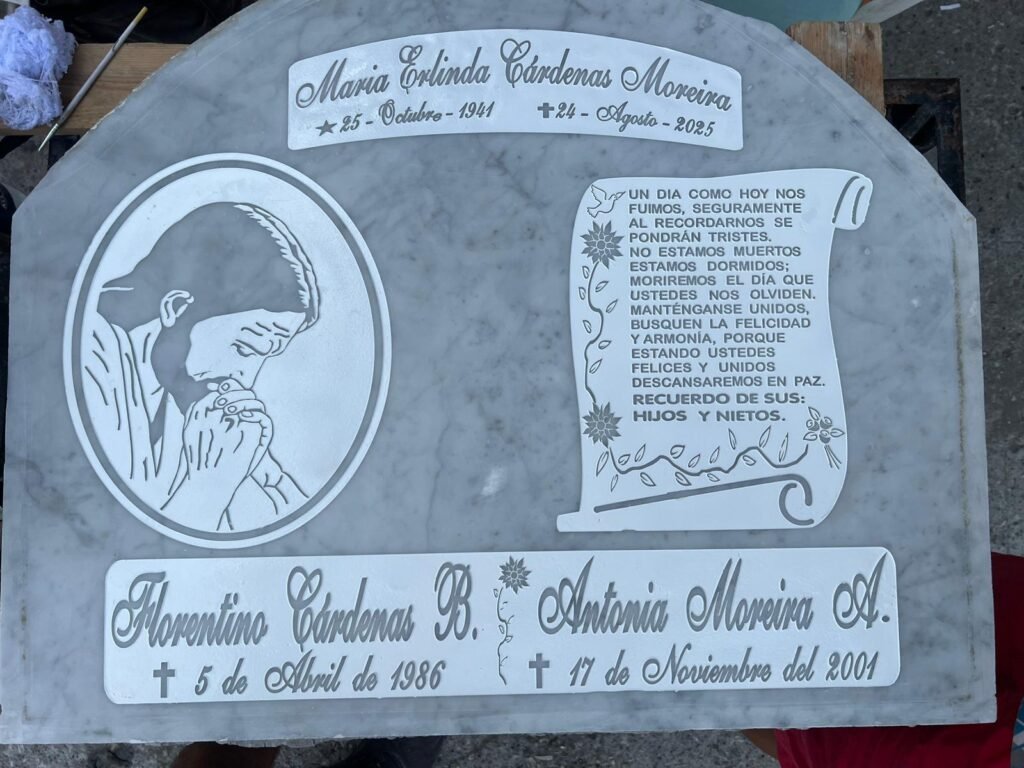 Maria Erlinda Cárdenas Moreira
25 - Octubre - 1941 24 - Agosto - 2025
UN DIA COMO HOY NOS
FUIMOS, SEGURAMENTE
AL RECORDARNOS SE
PONDRÁN TRISTES.
NO ESTAMOS MUERTOS
ESTAMOS DORMIDOS;
MORIREMOS EL DÍA QUE
USTEDES NOS OLVIDEN.
MANTÉNGANSE UNIDOS,
BUSQUEN LA FELICIDAD
Y ARMONÍA, PORQUE
ESTANDO USTEDES
FELICES Y UNIDOS
DESCANSAREMOS EN PAZ.
RECUERDO DE SUS:
HIJOS Y NIETOS.
Florentino Cárdenas B.
5 de Abril de 1986
Antonia Moreira A.
17 de Noviembre del 2001